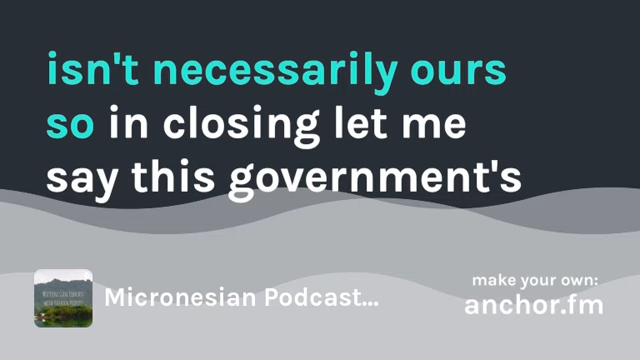 isn't necessarily ours
so in closing let me
say this government's
Micronesian Podcast...
make your own:
anchor.fm